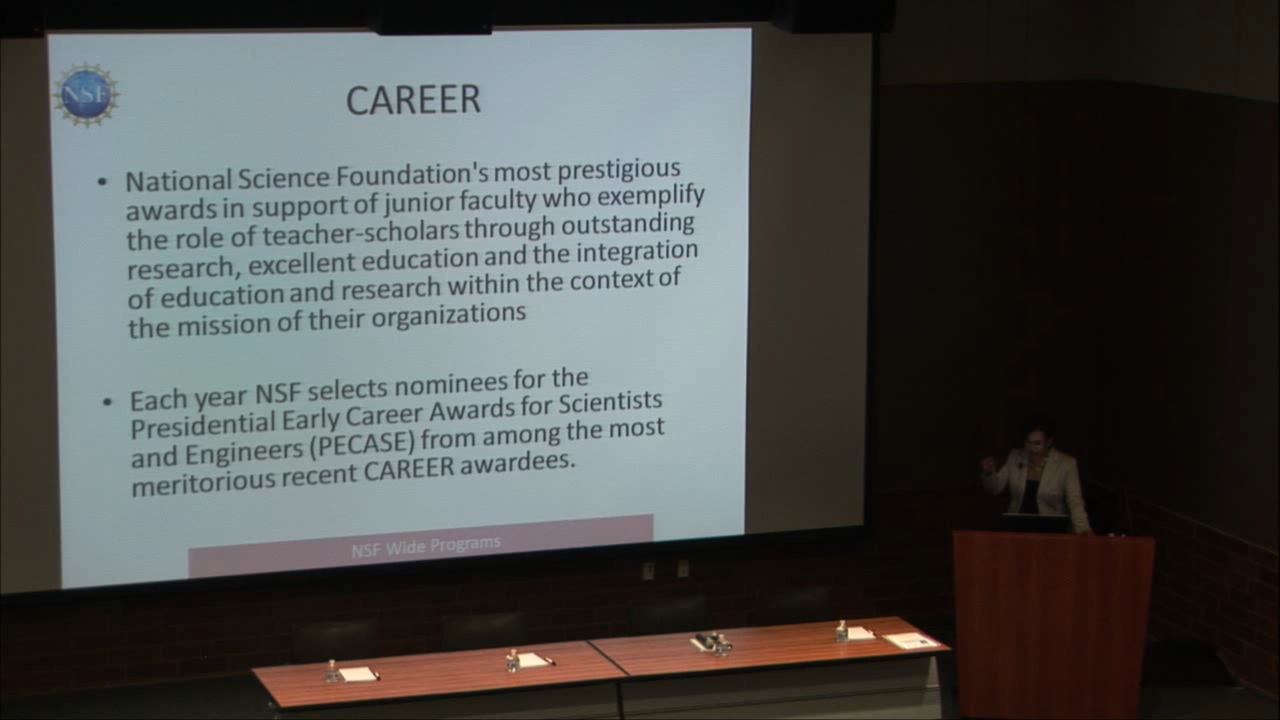 NSF
CAREER
• National Science Foundation's most prestigious
awards in support of junior faculty who exemplify
the role of teacher-scholars through outstanding
research, excellent education and the integration
of education and research within the context of
the mission of their organizations
• Each year NSF selects nominees for the
Presidential Early Career Awards for Scientists
and Engineers (PECASE) from among the most
meritorious recent CAREER awardees.
NSF Wide Programs